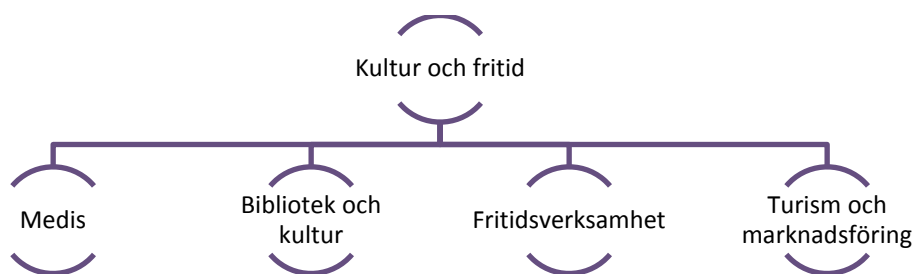 Kultur och fritid
Medis
Bibliotek och
kultur
Fritidsverksamhet
Turism och
marknadsföring